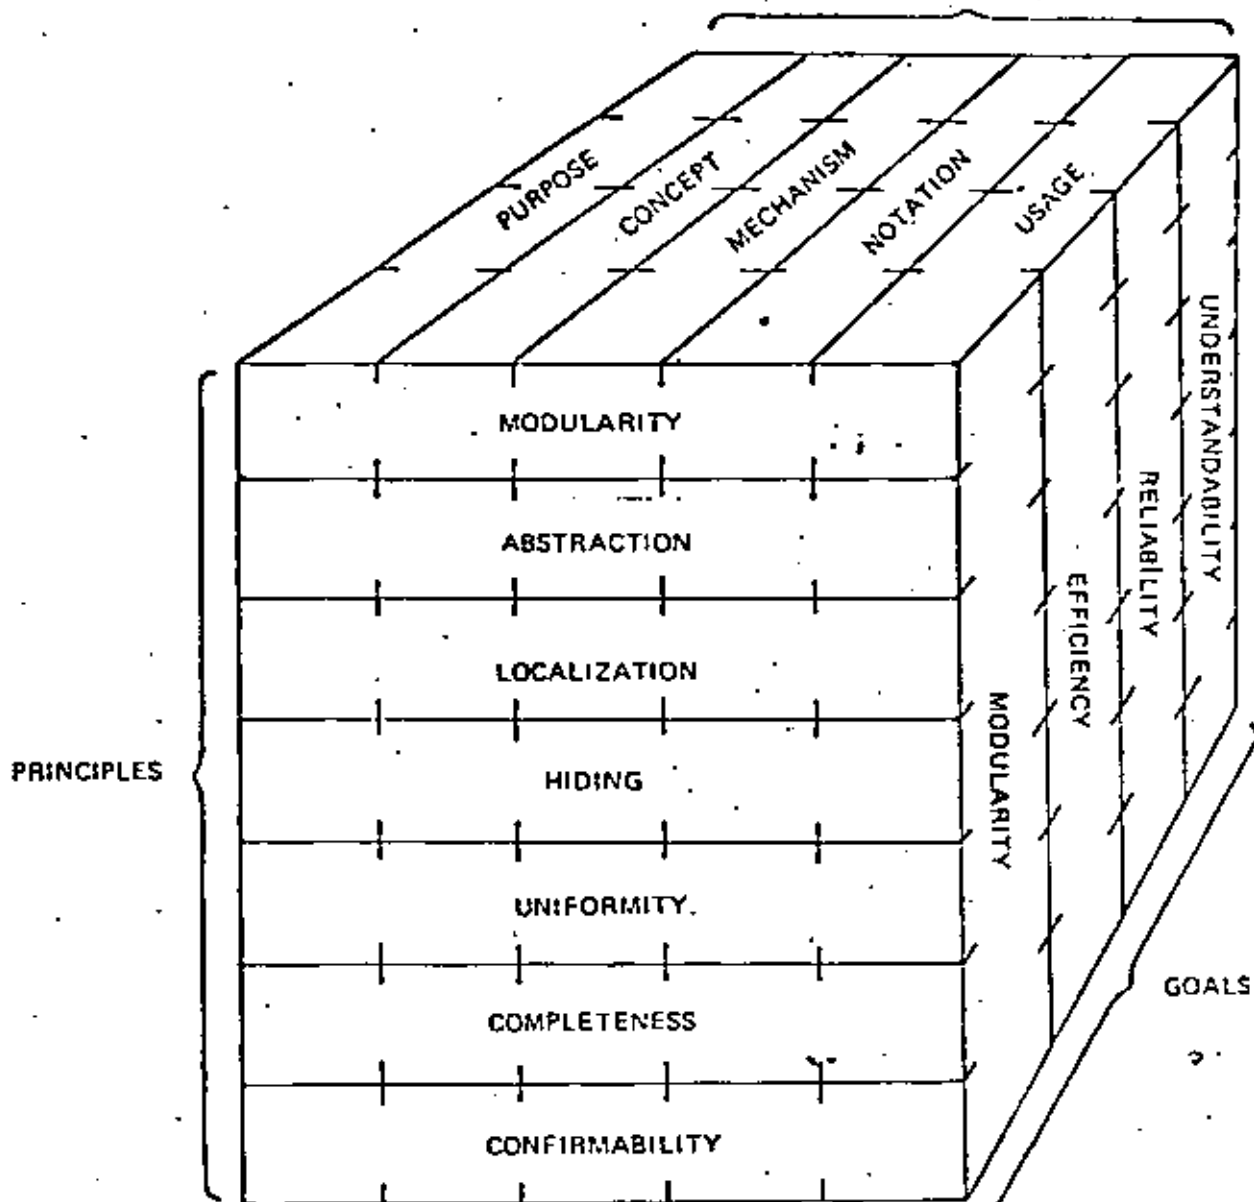 PURPOSE
CONCEPT
MECHANISM
NOTATION
USAGE
MODULARITY
ABSTRACTION
LOCALIZATION
HIDING
UNIFORMITY
COMPLETENESS
CONFIRMABILITY
PRINCIPLES
MODULARITY
EFFICIENCY
RELIABILITY
UNDERSTANDABILITY
GOALS